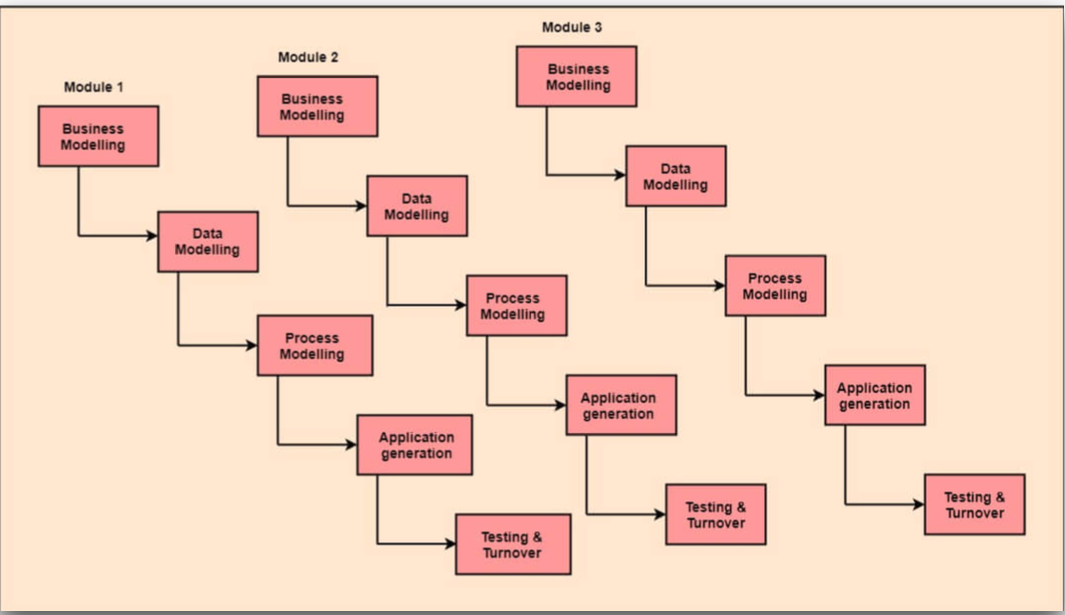 Module 1
Business
Modelling
Data
Modelling
Process
Modelling
Application
generation
Testing &
Turnover
Module 2
Business
Modelling
Data
Modelling
Process
Modelling
Application
generation
Testing &
Turnover
Module 3
Business
Modelling
Data
Modelling
Process
Modelling
Application
generation
Testing &
Turnover